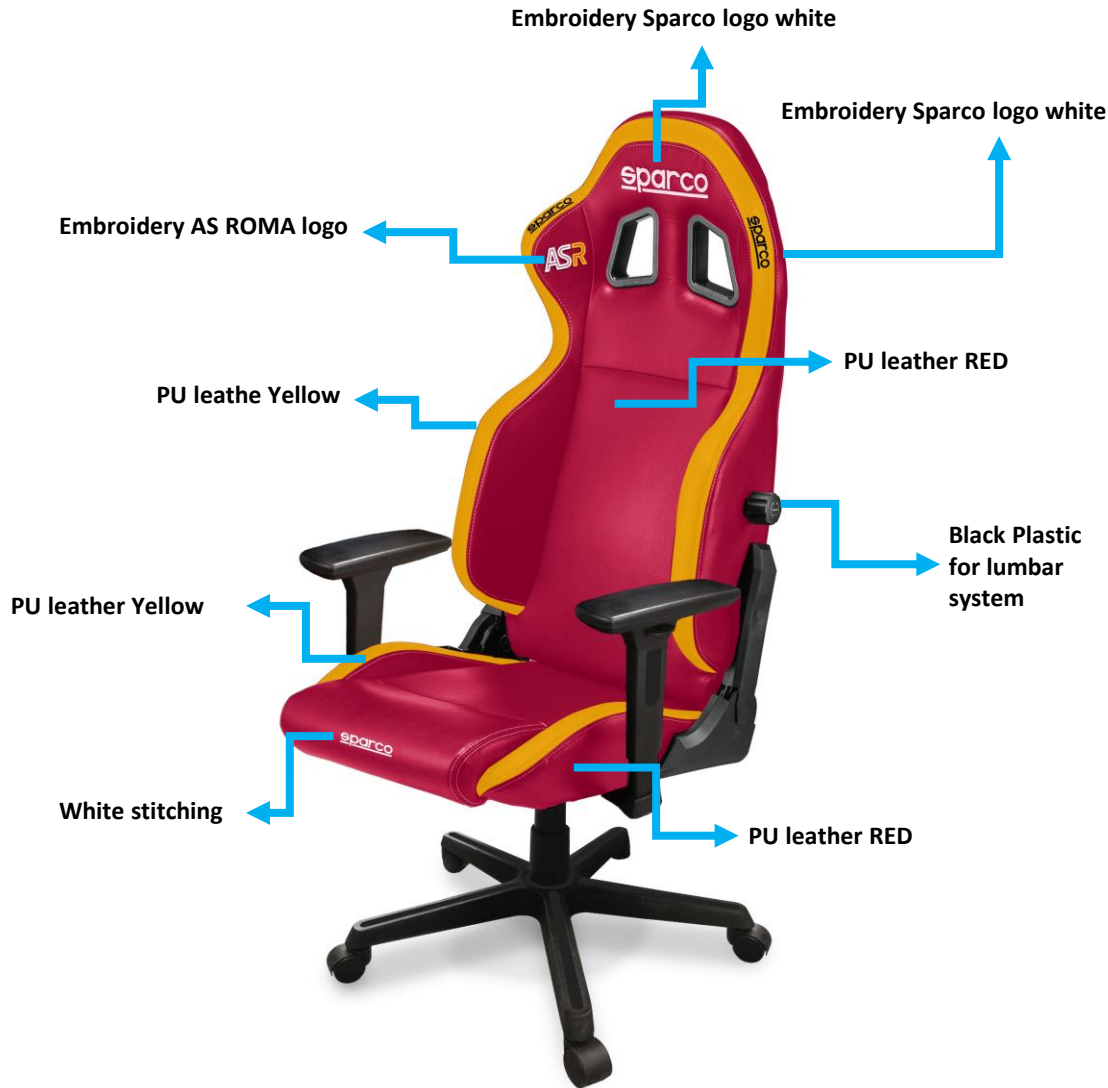 Embroidery Sparco logo white
Embroidery Sparco logo white
sparco
sparco
sparco
Embroidery AS ROMA logo
ASR
PU leather RED
PU leathe Yellow
Black Plastic
for lumbar
system
PU leather Yellow
sparco
White stitching
PU leather RED